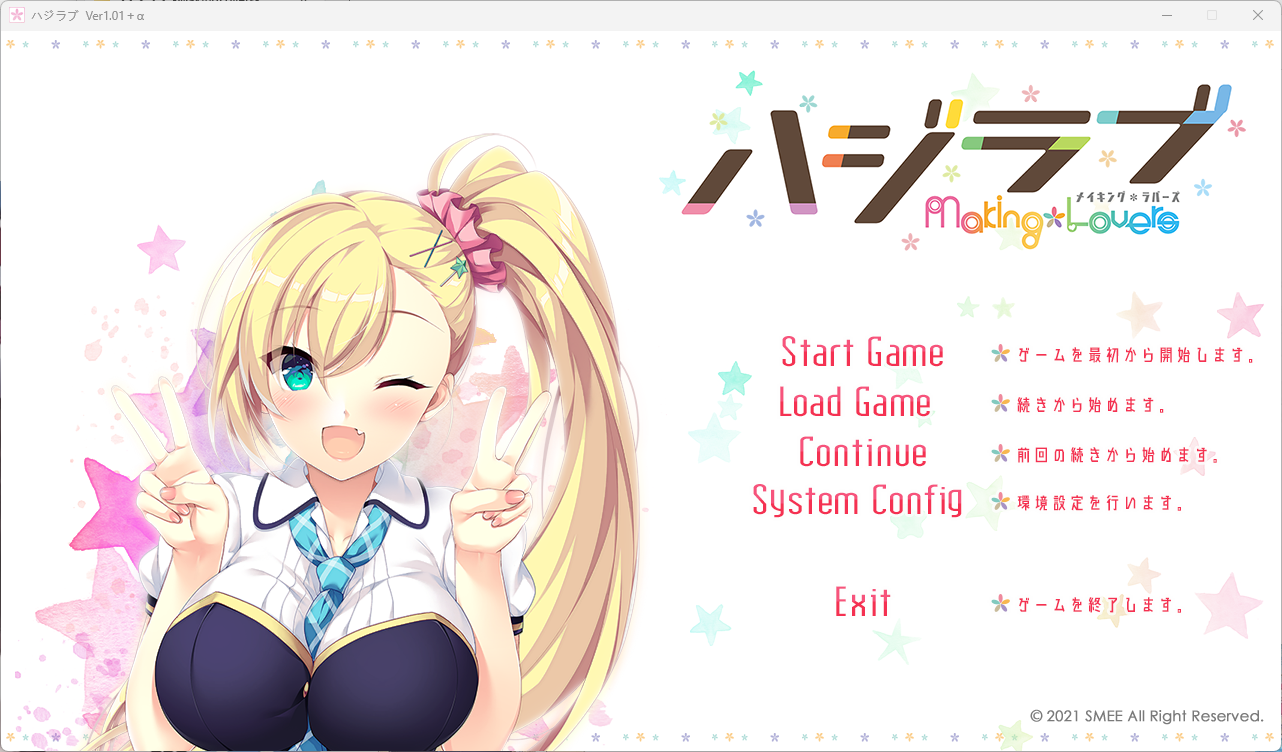 ハジラブ Ver1.01+α
ハジラブ
メイキング*ラバーズ
Making*Lovers
Start Game ゲームを最初から開始します。
Load Game 続きから始めます。
Continue 前回の続きから始めます。
System Config 環境設定を行います。
Exit ゲームを終了します。
© 2021 SMEE All Right Reserved.